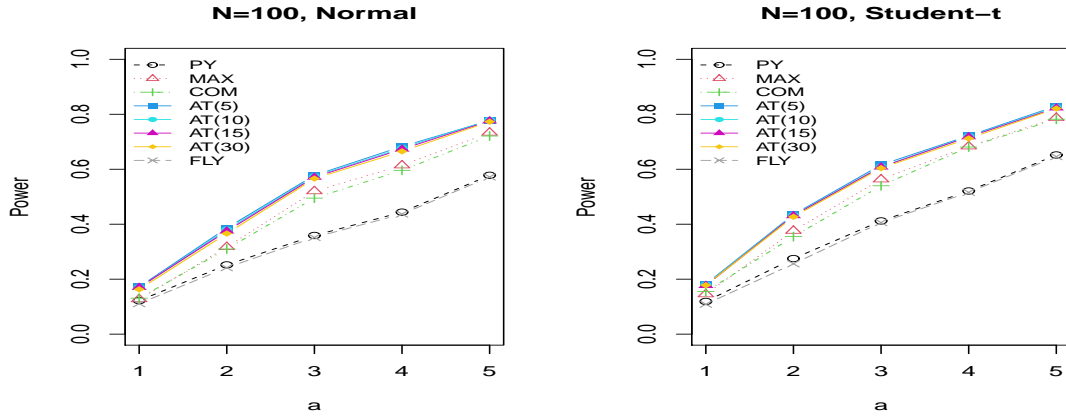 N=100, Normal
Power
1.0
0.8
0.6
0.4
0.2
0.0
PY
MAX
COM
AT(5)
AT(10)
AT(15)
AT(30)
FLY
1 2 3 4 5
a
N=100, Student−t
Power
1.0
0.8
0.6
0.4
0.2
0.0
PY
MAX
COM
AT(5)
AT(10)
AT(15)
AT(30)
FLY
1 2 3 4 5
a